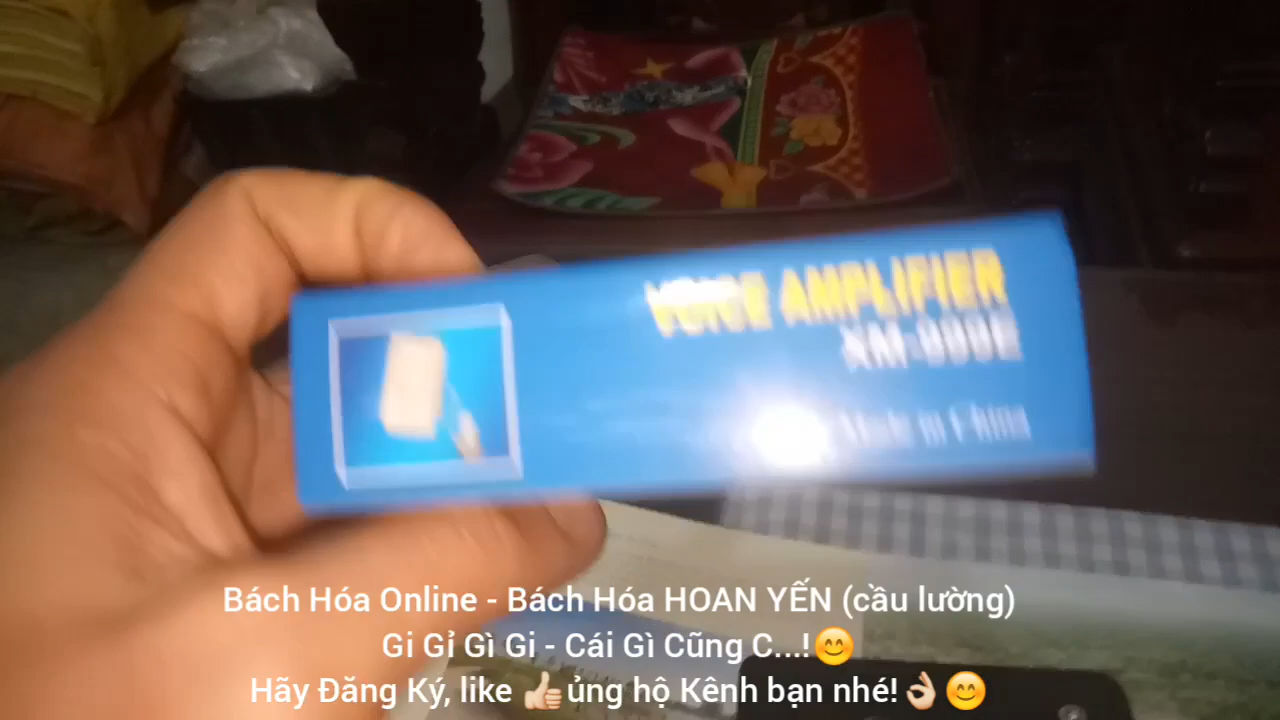 VOICE AMPLIFIER
Made in China
Bách Hóa Online - Bách Hóa HOAN YẾN (cầu lường)
Gi Gỉ Gì Gi - Cái Gì Cũng C...!😊
Hãy Đăng Ký, like 👍🏻ủng hộ Kênh bạn nhé!👌🏻😊